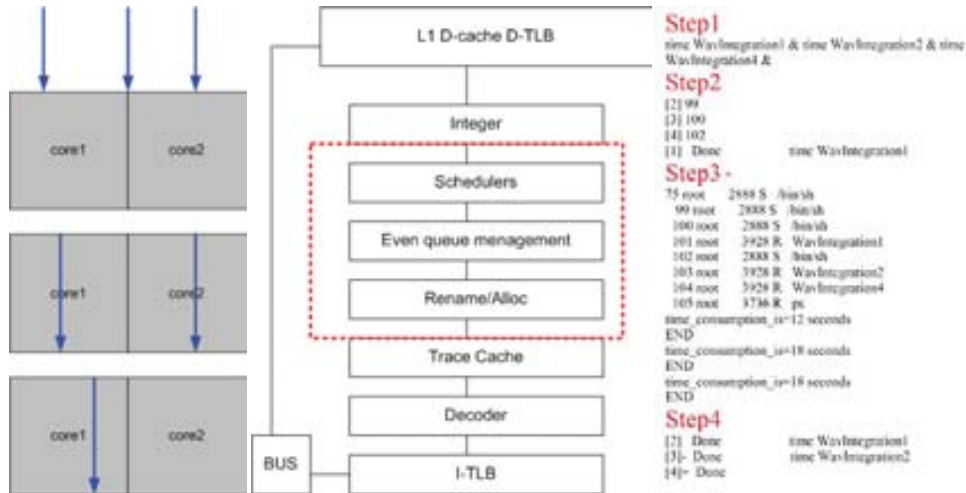 core1
core2
core1
core2
core1
core2
L1 D-cache D-TLB
Integer
Schedulers
Even queue menagement
Rename/Alloc
Trace Cache
Decoder
I-TLB
BUS
Step1
time WavIntegration1 & time WavIntegration2 & time
WavIntegration4 &
Step2
[2] 99
[3] 100
[4] 102
[1] Done time WavIntegration1
Step3 -
75 root 2888 S /bin/sh
99 root 2888 S /bin/sh
100 root 2888 S /bin/sh
101 root 3928 R WavIntegration1
102 root 2888 S /bin/sh
103 root 3928 R WavIntegration2
104 root 3928 R WavIntegration4
105 root 3736 R ps
time_consumption_is=12 seconds
END
time_consumption_is=18 seconds
END
time_consumption_is=18 seconds
END
Step4
[2] Done time WavIntegration1
[3]- Done time WavIntegration2
[4]+ Done